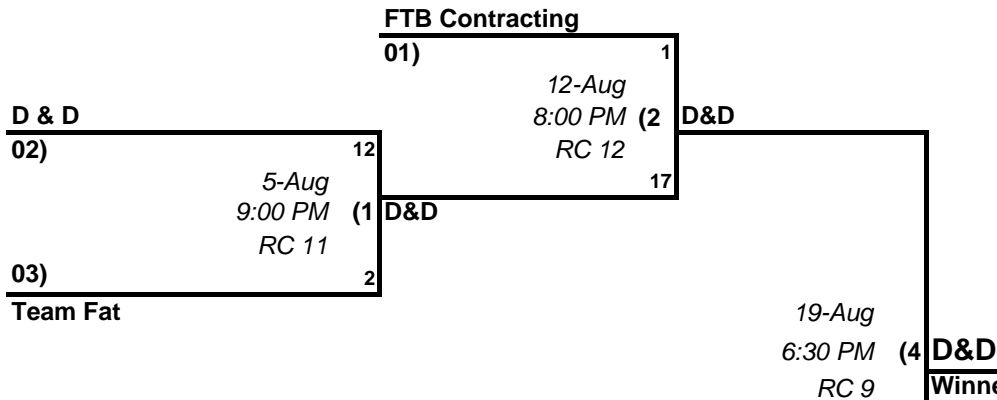 FTB Contracting
01) 1
12-Aug
D & D
8:00 PM (2 D&D
02) 12
RC 12
5-Aug
17
9:00 PM (1 D&D
RC 11
03) 2
Team Fat
19-Aug
6:30 PM (4 D&D
RC 9
Winne